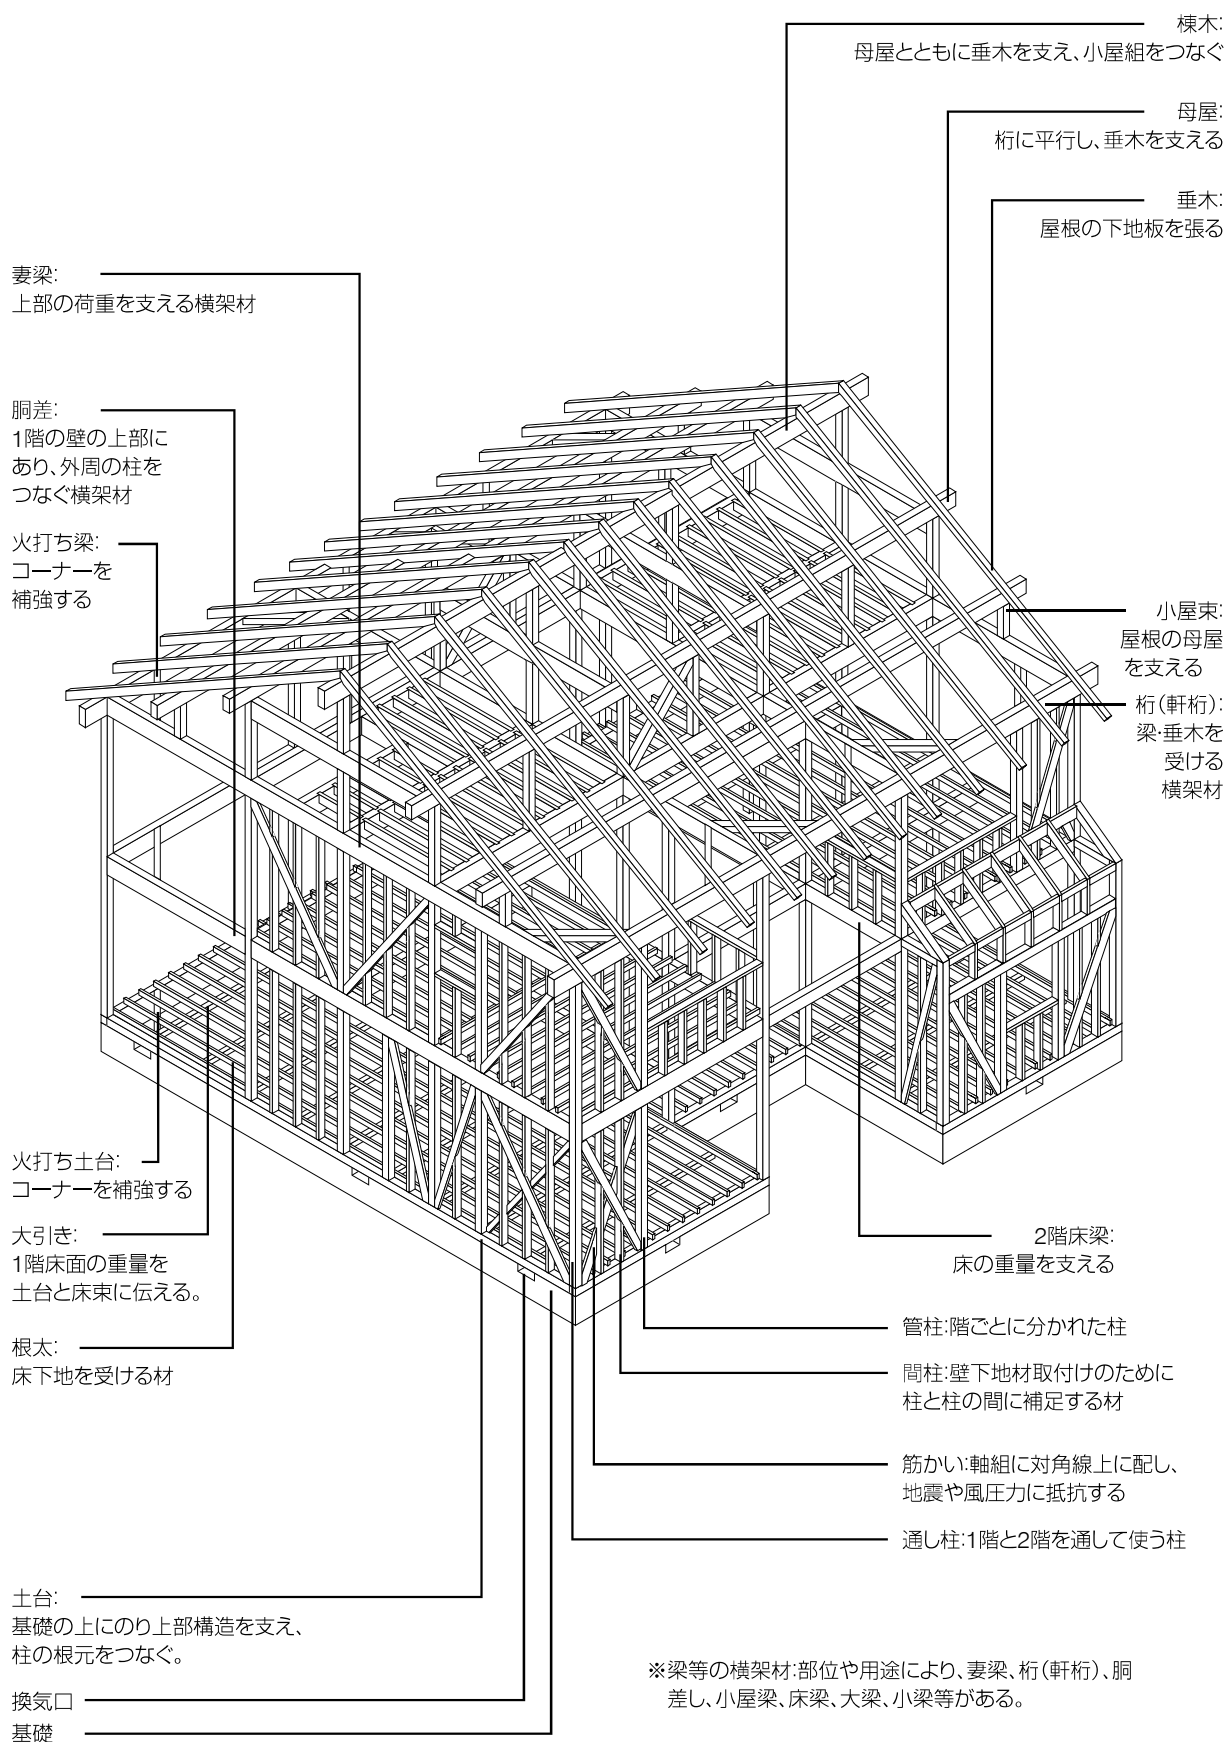 棟木:
母屋とともに垂木を支え、小屋組をつなぐ
母屋:
桁に平行し、垂木を支える
垂木:
屋根の下地板を張る
妻梁:
上部の荷重を支える横架材
胴差:
1階の壁の上部に
あり、外周の柱を
つなぐ横架材
火打ち梁:
コーナーを
補強する
小屋束:
屋根の母屋
を支える
桁(軒桁):
梁・垂木を
受ける
横架材
火打ち土台:
コーナーを補強する
大引き:
1階床面の重量を
土台と床束に伝える。
根太:
床下地を受ける材
2階床梁:
床の重量を支える
管柱:階ごとに分かれた柱
間柱:壁下地材取付けのために
柱と柱の間に補足する材
筋かい:軸組に対角線上に配し、
地震や風圧力に抵抗する
通し柱:1階と2階を通して使う柱
土台:
基礎の上にのり上部構造を支え、
柱の根元をつなぐ。
換気口
基礎
※梁等の横架材:部位や用途により、妻梁、桁(軒桁)、胴
差し、小屋梁、床梁、大梁、小梁等がある。